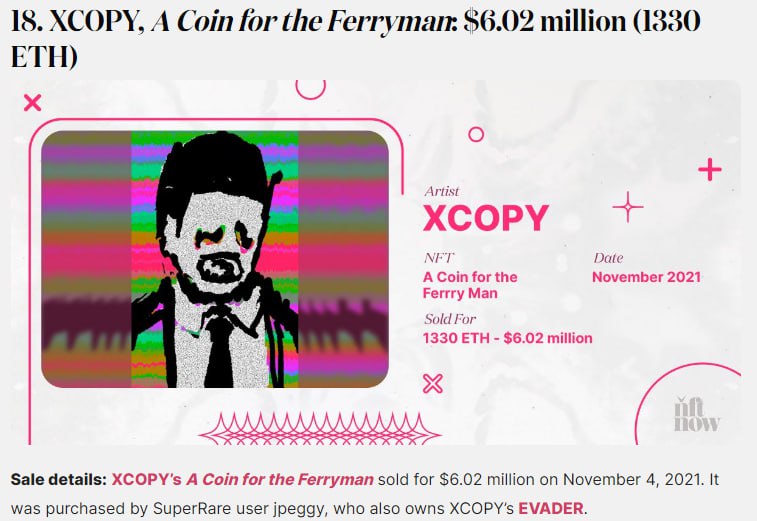 18. XCOPY, A Coin for the Ferryman: $6.02 million (1330
ETH)
Artist
XCOPY
NFT
A Coin for the
Ferrry Man
Date
November 2021
Sold For
1330 ETH - $6.02 million
nft
now
Sale details: XCOPY's A Coin for the Ferryman sold for $6.02 million on November 4, 2021. It
was purchased by SuperRare user jpeggy, who also owns XCOPY's EVADER.